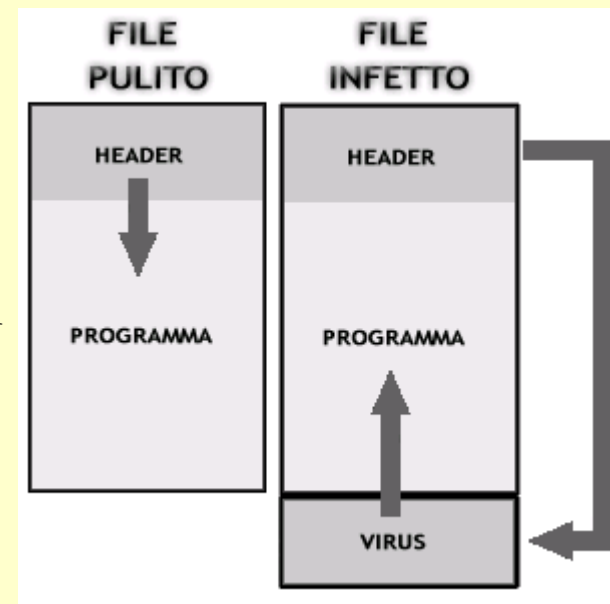 FILE
PULITO
FILE
INFETTO
HEADER
HEADER
PROGRAMMA
PROGRAMMA
VIRUS